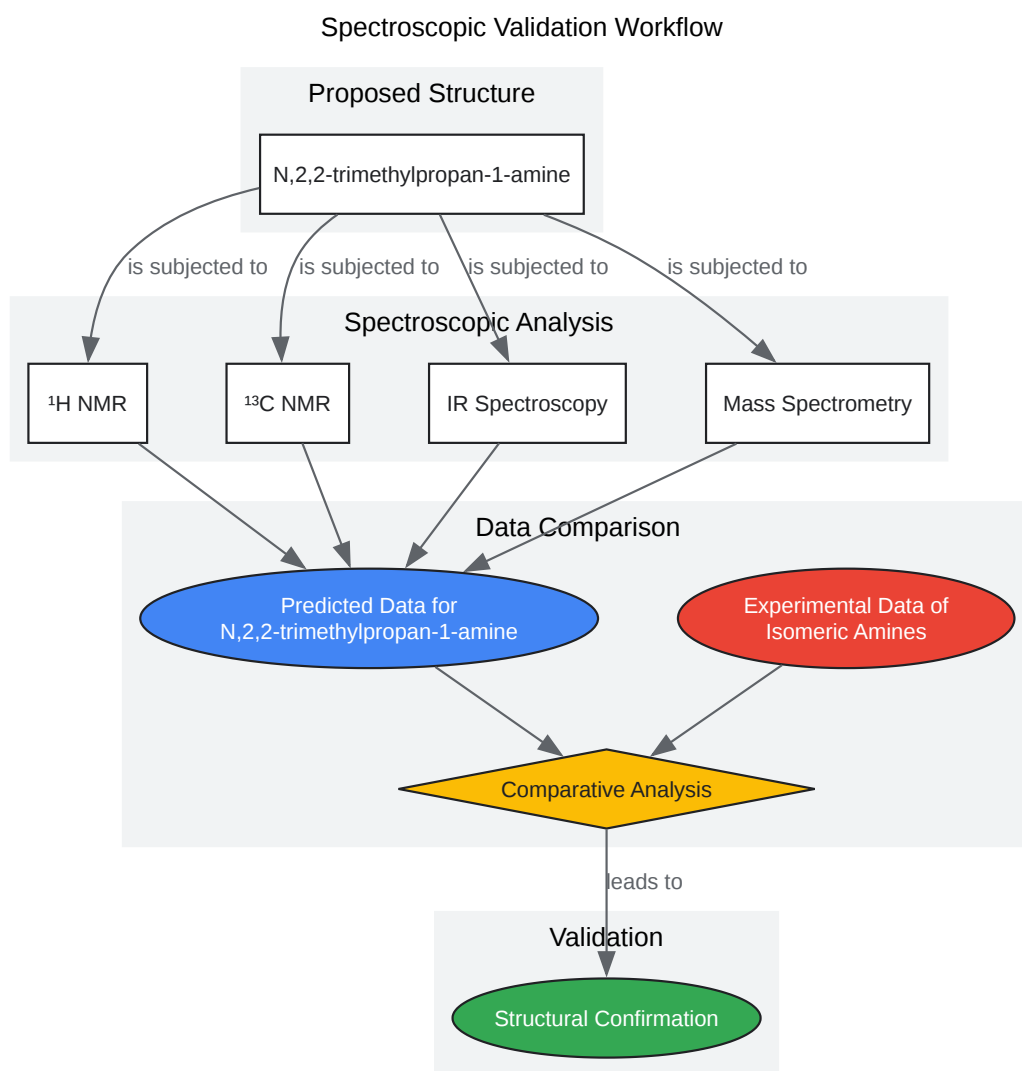 Spectroscopic Validation Workflow
Proposed Structure
N,2,2-trimethylpropan-1-amine
is subjected to
is subjected to
is subjected to
is subjected to
Spectroscopic Analysis
¹H NMR
¹³C NMR
IR Spectroscopy
Mass Spectrometry
Data Comparison
Predicted Data for
N,2,2-trimethylpropan-1-amine
Experimental Data of
Isomeric Amines
Comparative Analysis
leads to
Validation
Structural Confirmation